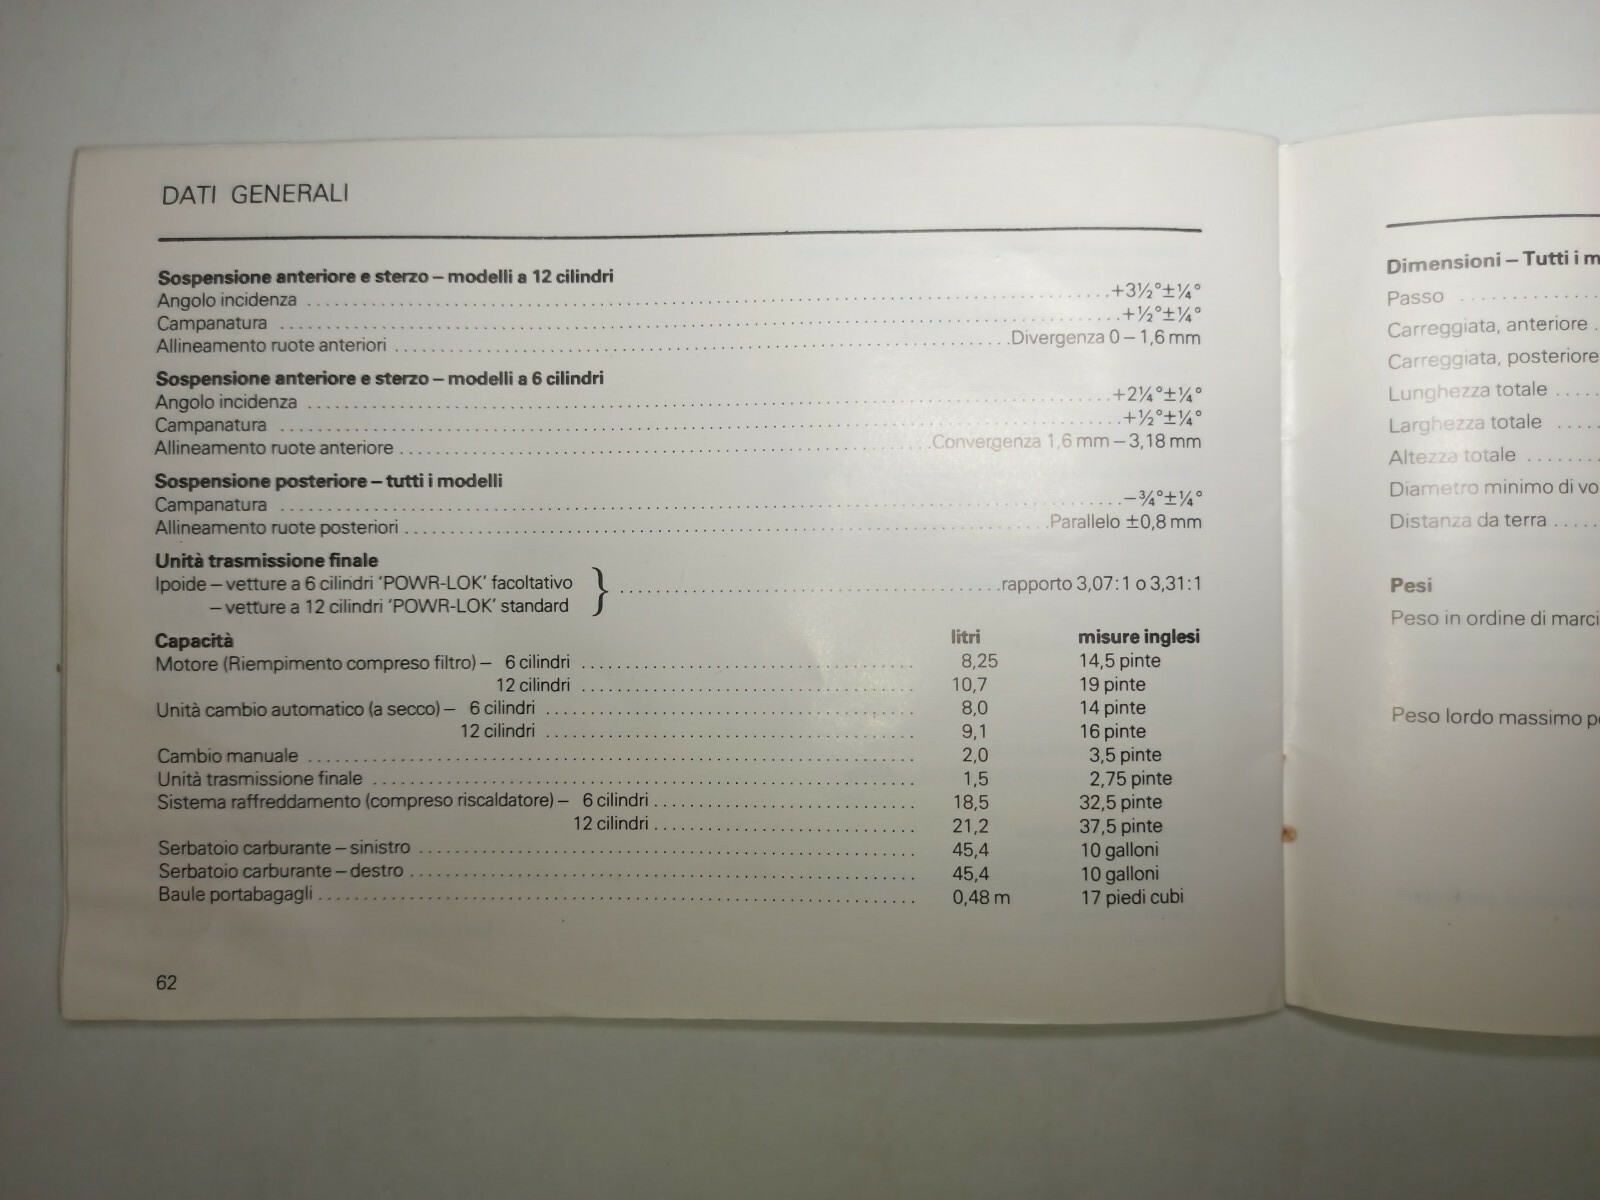 DATI GENERALI
Sospensione anteriore e sterzo – modelli a 12 cilindri
Angolo incidenza ........ +3½°±¼°
Campanatura ........ +½°±¼°
Allineamento ruote anteriori ........ Divergenza 0 – 1,6 mm
Sospensione anteriore e sterzo – modelli a 6 cilindri
Angolo incidenza ........ +2¼°±¼°
Campanatura ........ +½°±¼°
Allineamento ruote anteriore ........ Convergenza 1,6 mm – 3,18 mm
Sospensione posteriore – tutti i modelli
Campanatura ........ –¾°±¼°
Allineamento ruote posteriori ........ Parallelo ±0,8 mm
Unità trasmissione finale
Ipoide – vetture a 6 cilindri 'POWR-LOK' facoltativo
– vetture a 12 cilindri 'POWR-LOK' standard } ........ rapporto 3,07:1 o 3,31:1
Capacità litri misure inglesi
Motore (Riempimento compreso filtro) – 6 cilindri ........ 8,25 14,5 pinte
12 cilindri ........ 10,7 19 pinte
Unità cambio automatico (a secco) – 6 cilindri ........ 8,0 14 pinte
12 cilindri ........ 9,1 16 pinte
Cambio manuale ........ 2,0 3,5 pinte
Unità trasmissione finale ........ 1,5 2,75 pinte
Sistema raffreddamento (compreso riscaldatore) – 6 cilindri ........ 18,5 32,5 pinte
12 cilindri ........ 21,2 37,5 pinte
Serbatoio carburante – sinistro ........ 45,4 10 galloni
Serbatoio carburante – destro ........ 45,4 10 galloni
Baule portabagagli ........ 0,48 m 17 piedi cubi
62
Dimensioni – Tutti i m
Passo ........
Carreggiata, anteriore .
Carreggiata, posteriore
Lunghezza totale ....
Larghezza totale ....
Altezza totale ........
Diametro minimo di vo
Distanza da terra .....
Pesi
Peso in ordine di marci
Peso lordo massimo p